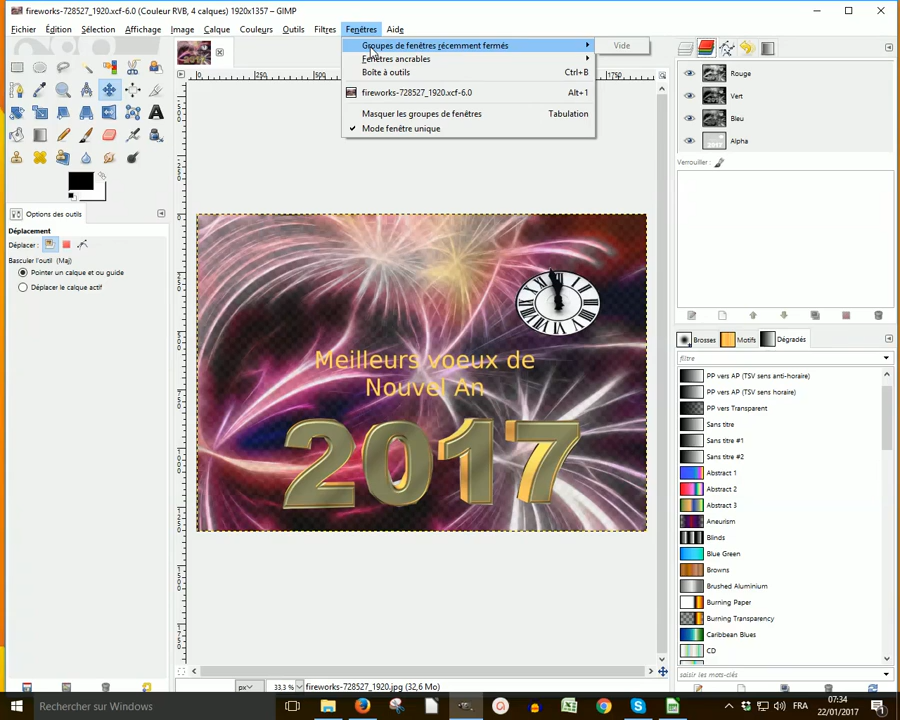 fireworks-728527_1920.xcf-6.0 (Couleur RVB, 4 calques) 1920x1357 – GIMP
Fichier Édition Sélection Affichage Image Calque Couleurs Outils Filtres Fenêtres Aide
Groupes de fenêtres récemment fermés
Vide
Fenêtres ancrables
Boîte à outils Ctrl+B
fireworks-728527_1920.xcf-6.0 Alt+1
Masquer les groupes de fenêtres Tabulation
Mode fenêtre unique
Rouge
Vert
Bleu
Alpha
Verrouiller :
Options des outils
Déplacement
Déplacer :
Basculer l'outil (Maj)
Pointer un calque et ou guide
Déplacer le calque actif
Meilleurs voeux de
Nouvel An
2017
Brosses Motifs Dégradés
filtre
PP vers AP (TSV sens anti-horaire)
PP vers AP (TSV sens horaire)
PP vers Transparent
Sans titre
Sans titre #1
Sans titre #2
Abstract 1
Abstract 2
Abstract 3
Aneurism
Blinds
Blue Green
Browns
Brushed Aluminium
Burning Paper
Burning Transparency
Caribbean Blues
CD
saisir les mots-clés
px 33.3 % fireworks-728527_1920.jpg (32,6 Mo)
Rechercher sur Windows
FRA
07:34
22/01/2017